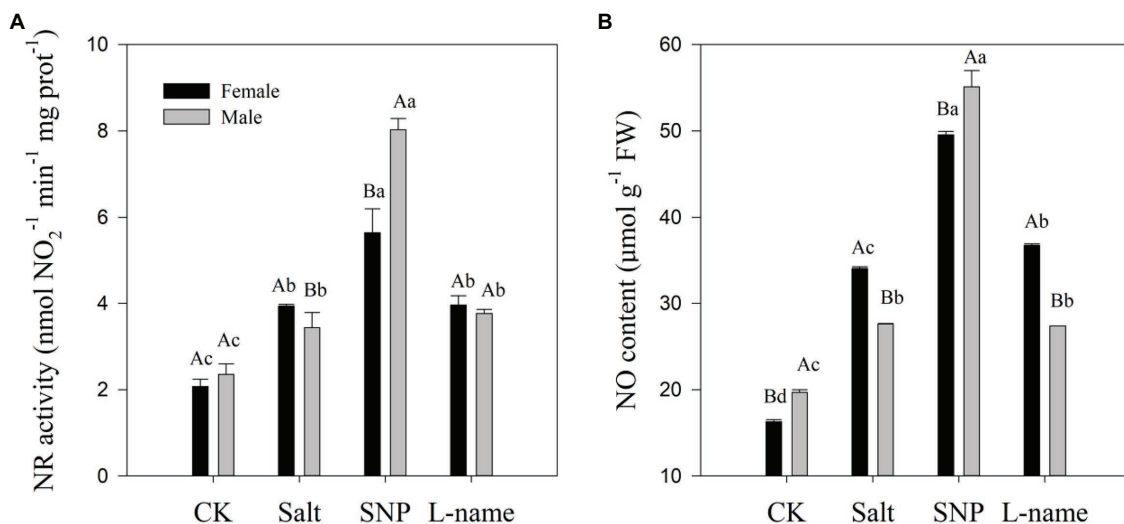 A
NR activity (nmol NO₂⁻¹ min⁻¹ mg prot⁻¹)
10
8
6
4
2
0
Female
Male
Ac
Ac
Ab
Bb
Ba
Aa
Ab
Ab
CK Salt SNP L-name
B
NO content (μmol g⁻¹ FW)
60
50
40
30
20
10
Bd
Ac
Ac
Bb
Ba
Aa
Ab
Bb
CK Salt SNP L-name